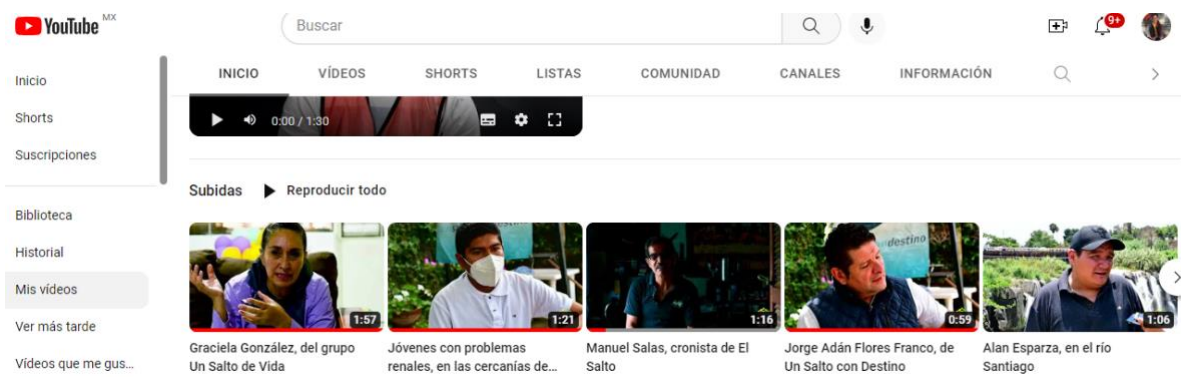 YouTube MX
Buscar
9+
Inicio
Shorts
Suscripciones
Biblioteca
Historial
Mis vídeos
Ver más tarde
Vídeos que me gus...
INICIO VÍDEOS SHORTS LISTAS COMUNIDAD CANALES INFORMACIÓN
0:00 / 1:30
Subidas Reproducir todo
1:57
Graciela González, del grupo
Un Salto de Vida
1:21
Jóvenes con problemas
renales, en las cercanías de...
1:16
Manuel Salas, cronista de El
Salto
destino
0:59
Jorge Adán Flores Franco, de
Un Salto con Destino
1:06
Alan Esparza, en el río
Santiago